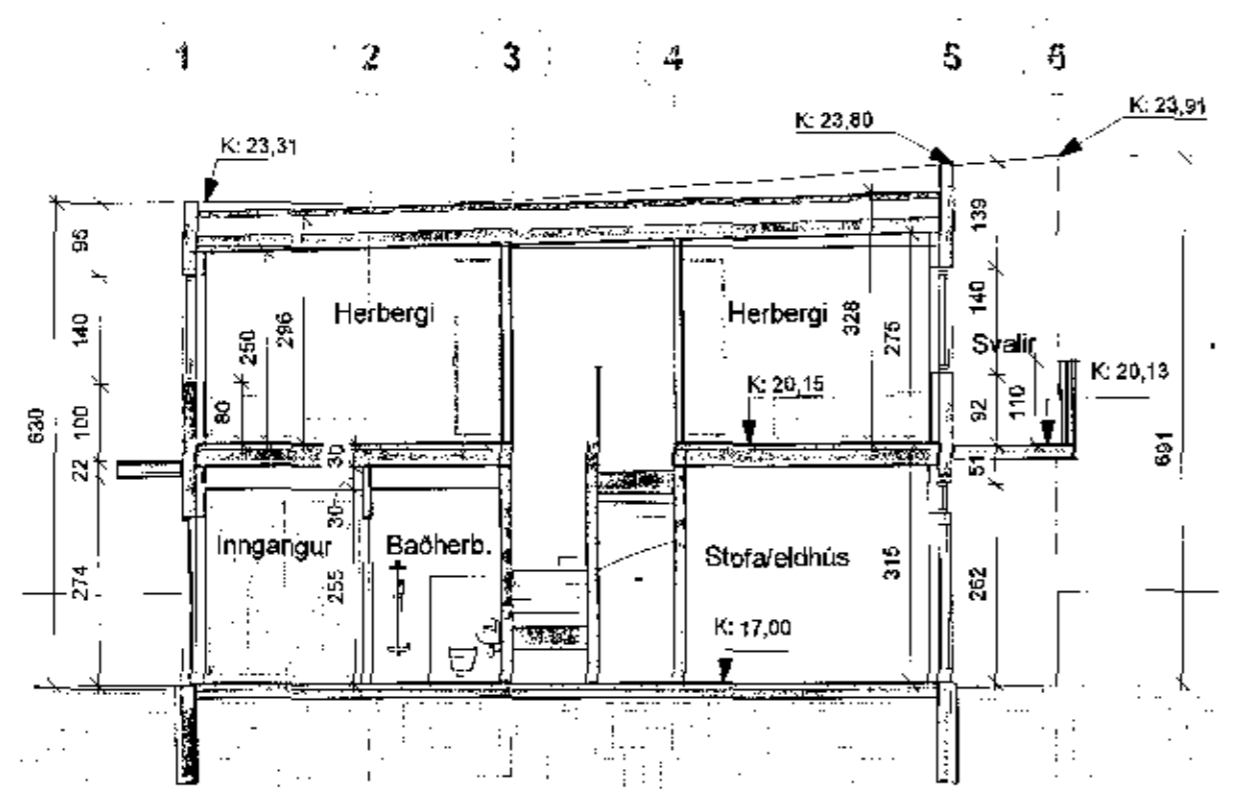 1 2 3 4 5 6
K: 23,91
K: 23,80
K: 23,31
139
95
140
140
Herbergi
Herbergi
328
275
296
250
Svalir
K: 20,15
K: 20,13
80
92
110
630
100
691
30
22
51
30
Inngangur
Baðherb.
Stofa/eldhús
315
274
255
262
K: 17,00